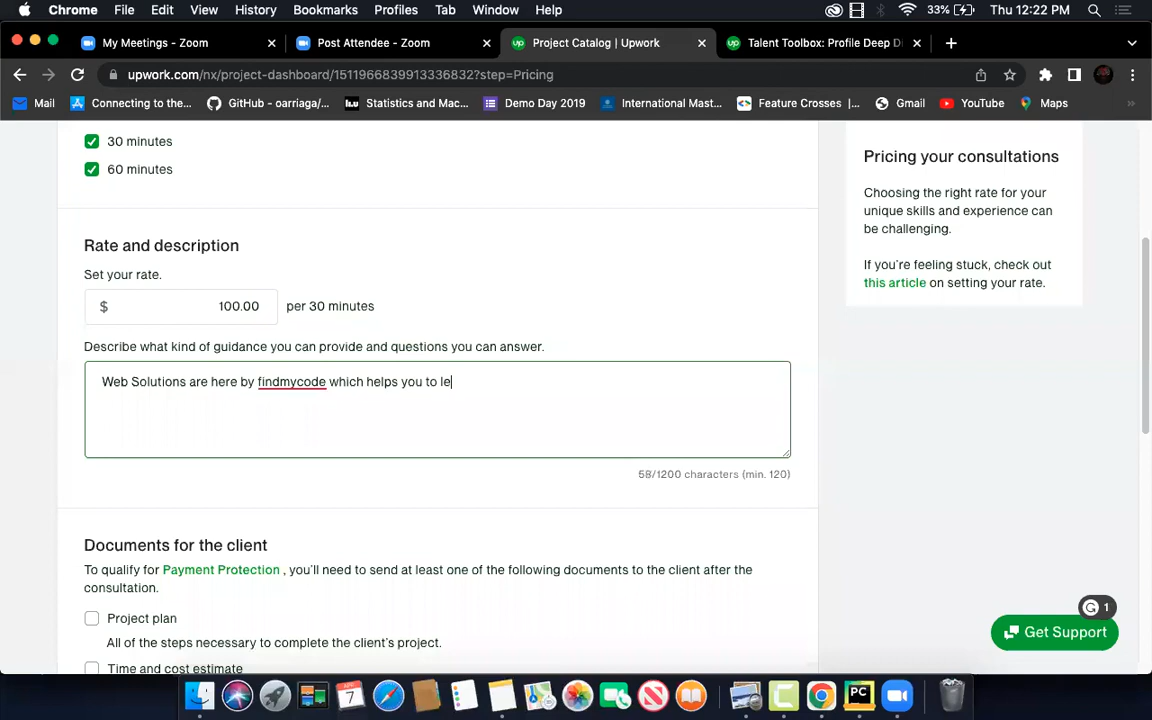 Chrome File Edit View History Bookmarks Profiles Tab Window Help 33% Thu 12:22 PM
My Meetings - Zoom Post Attendee - Zoom Project Catalog | Upwork Talent Toolbox: Profile Deep D
upwork.com/nx/project-dashboard/1511966839913336832?step=Pricing
Mail Connecting to the... GitHub - oarriaga/... Statistics and Mac... Demo Day 2019 International Mast... Feature Crosses |... Gmail YouTube Maps
30 minutes
60 minutes
Pricing your consultations
Choosing the right rate for your
unique skills and experience can
be challenging.
If you're feeling stuck, check out
this article on setting your rate.
Rate and description
Set your rate.
$ 100.00 per 30 minutes
Describe what kind of guidance you can provide and questions you can answer.
Web Solutions are here by findmycode which helps you to le
58/1200 characters (min. 120)
Documents for the client
To qualify for Payment Protection , you'll need to send at least one of the following documents to the client after the
consultation.
Project plan
All of the steps necessary to complete the client's project.
Time and cost estimate
1
Get Support
7
PC